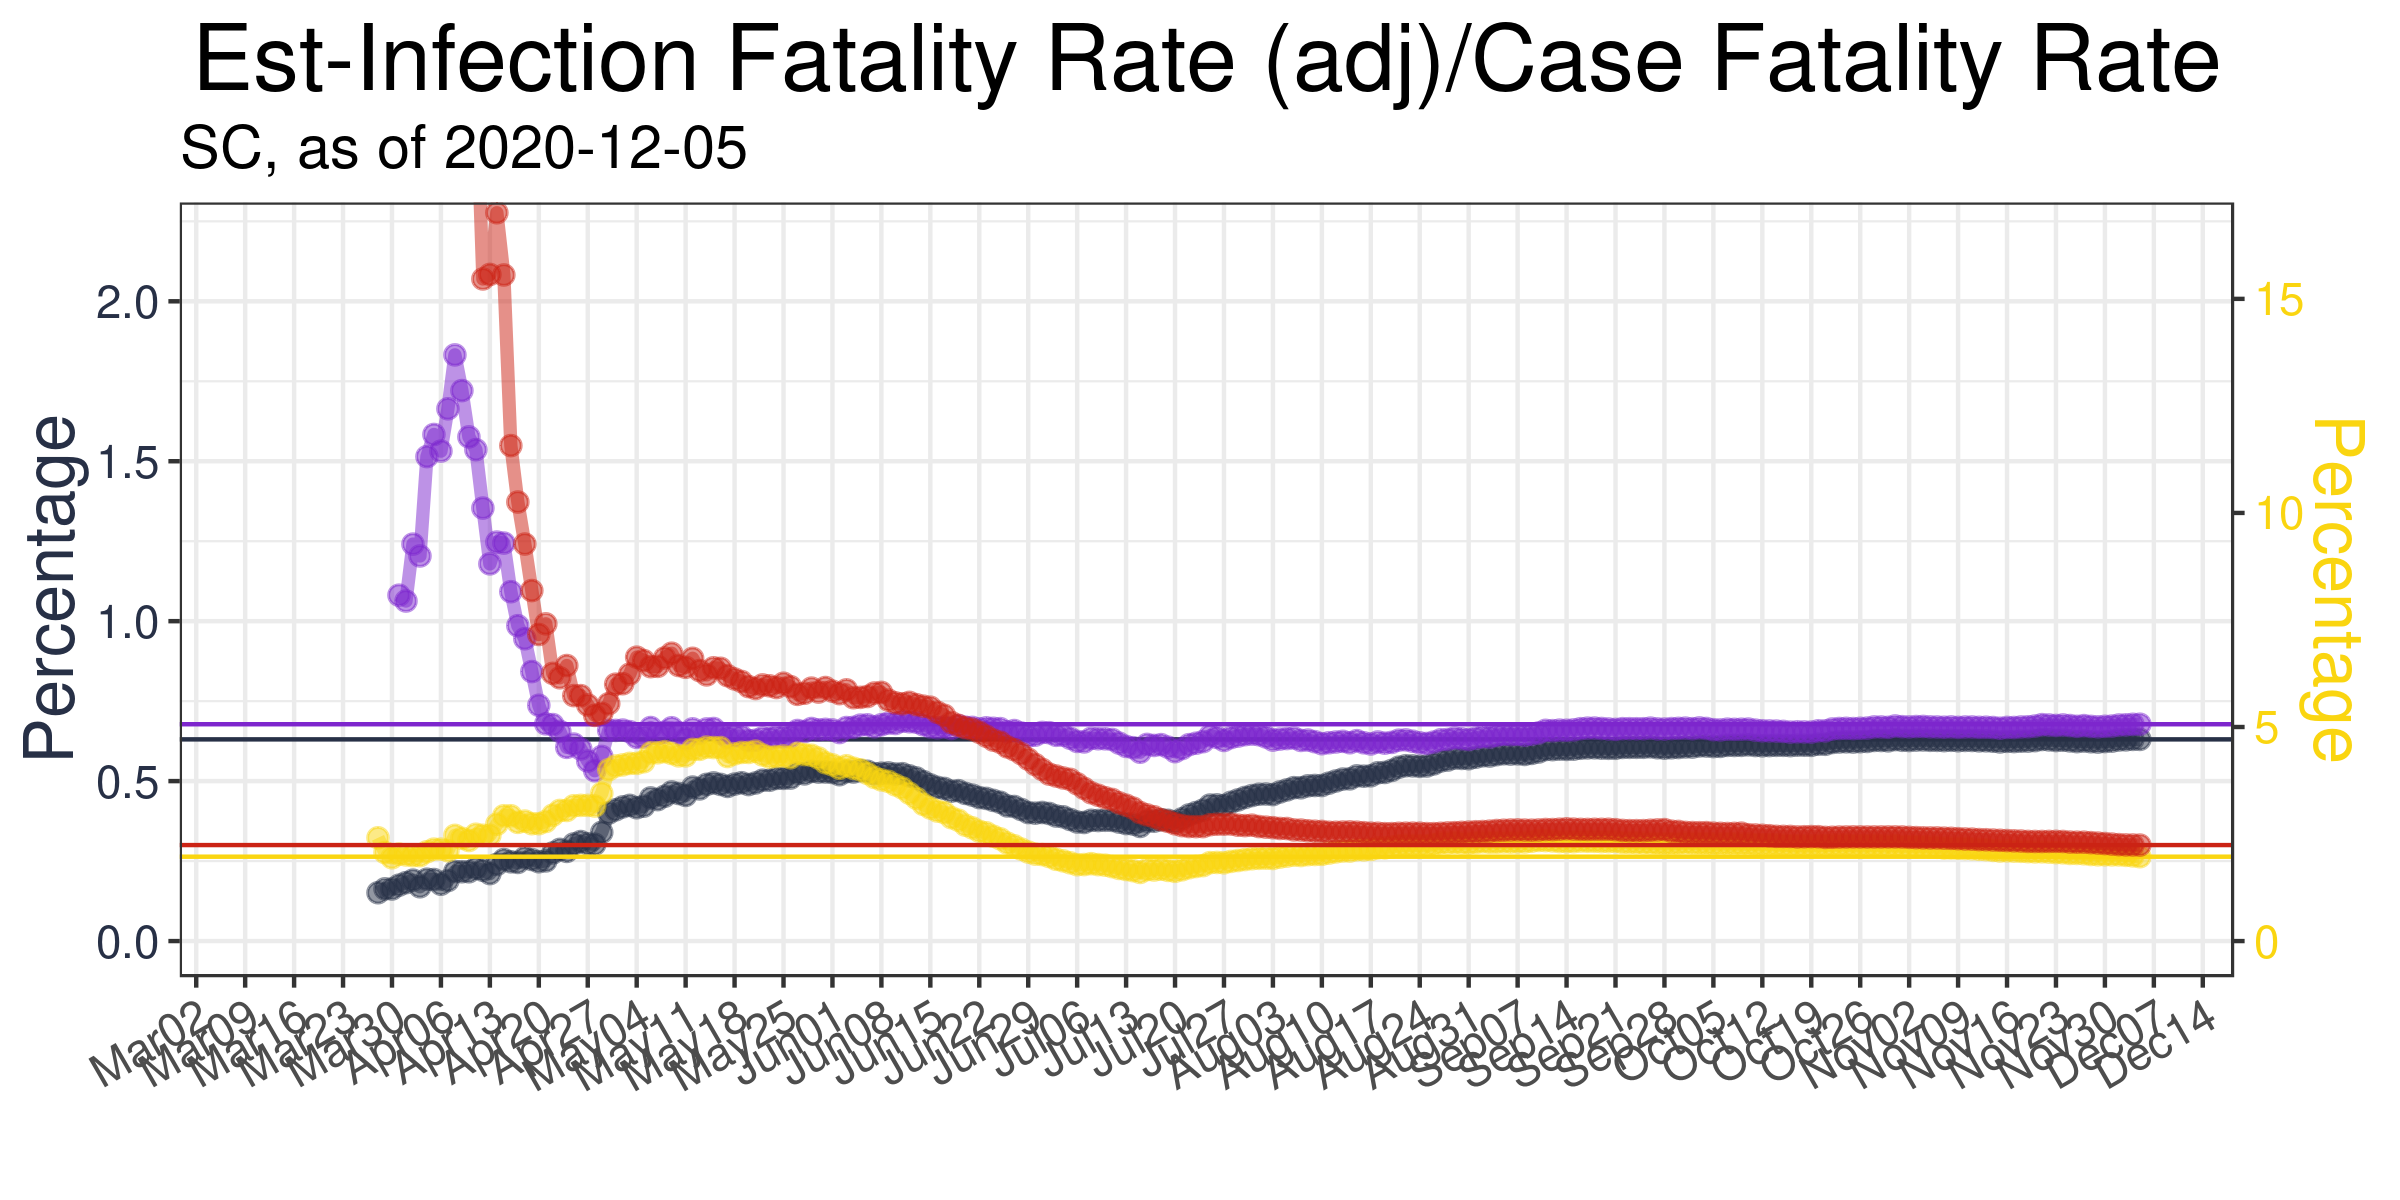 Est-Infection Fatality Rate (adj)/Case Fatality Rate
SC, as of 2020-12-05
Percentage
2.0
1.5
1.0
0.5
0.0
15
10
5
0
Percentage
Mar02
Mar09
Mar16
Mar23
Mar30
Apr06
Apr13
Apr20
Apr27
May04
May11
May18
May25
Jun01
Jun08
Jun15
Jun22
Jun29
Jul06
Jul13
Jul20
Jul27
Aug03
Aug10
Aug17
Aug24
Aug31
Sep07
Sep14
Sep21
Sep28
Oct05
Oct12
Oct19
Oct26
Nov02
Nov09
Nov16
Nov23
Nov30
Dec07
Dec14